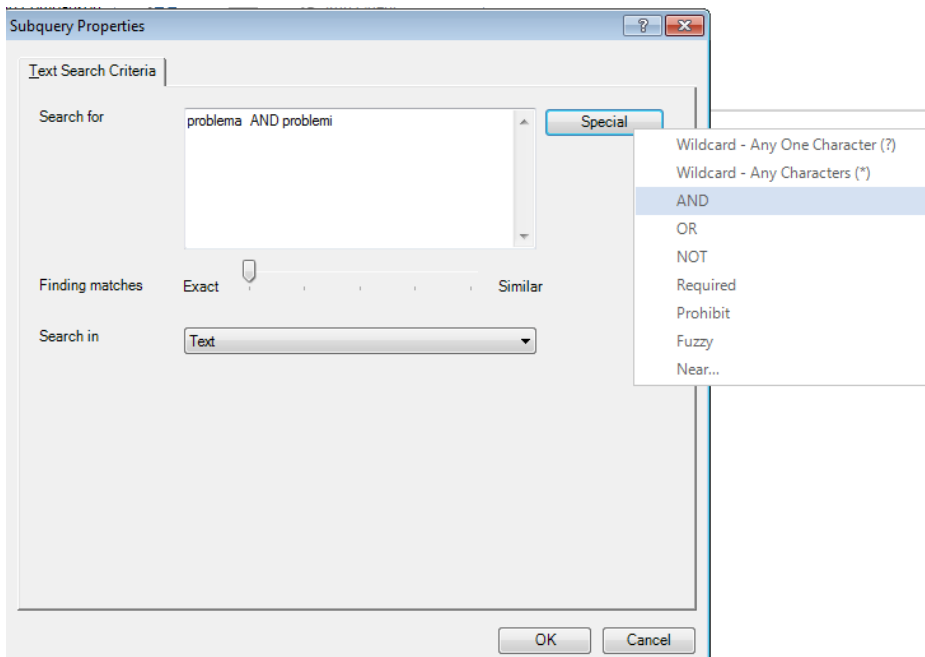 Subquery Properties
?
Text Search Criteria
Search for
problema AND problemi
Special
Wildcard - Any One Character (?)
Wildcard - Any Characters (*)
AND
OR
NOT
Required
Prohibit
Fuzzy
Near...
Finding matches
Exact
Similar
Search in
Text
OK
Cancel